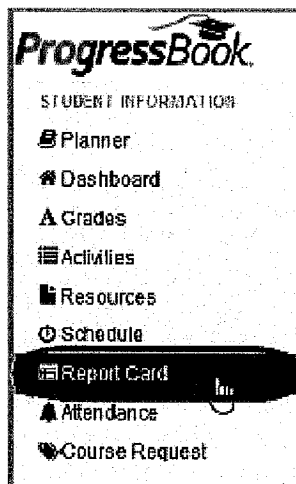 ProgressBook
STUDENT INFORMATION
Planner
Dashboard
Grades
Activities
Resources
Schedule
Report Card
Attendance
Course Request